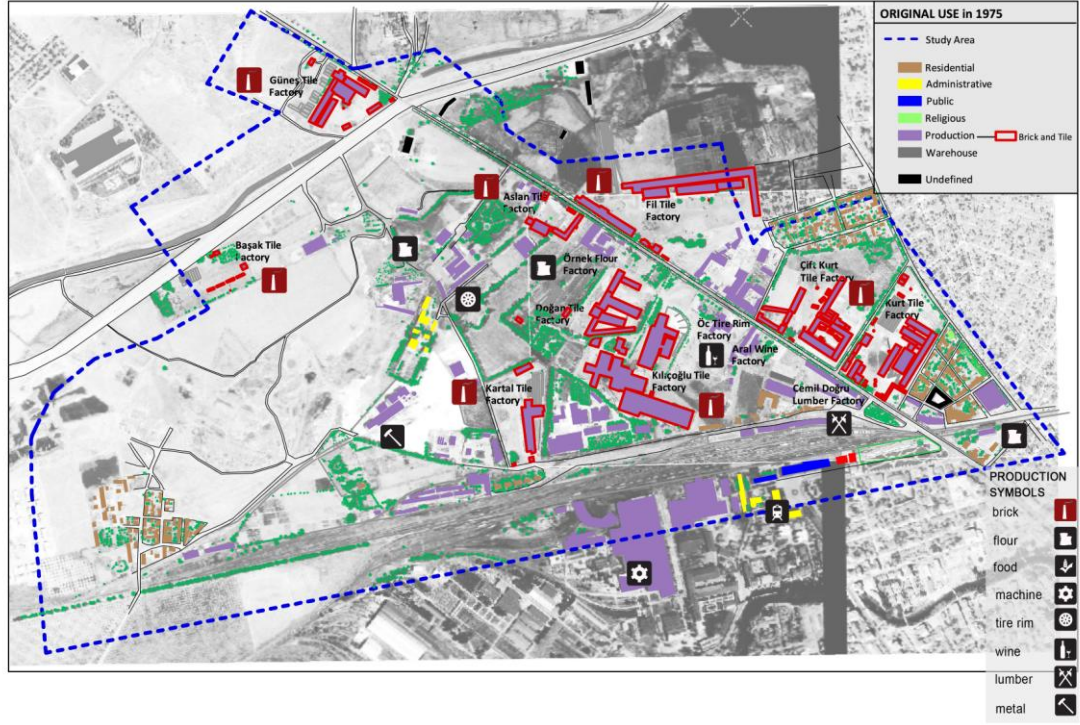 ORIGINAL USE in 1975
Study Area
Residential
Administrative
Public
Religious
Production
Brick and Tile
Warehouse
Undefined
Güneş Tile
Factory
Aslan Tile
Factory
Fil Tile
Factory
Başak Tile
Factory
Örnek Flour
Factory
Çift Kurt
Tile Factory
Kurt Tile
Factory
Doğan Tile
Factory
Öc Tire Rim
Factory
Aral Wine
Factory
Kılıçoğlu Tile
Factory
Kartal Tile
Factory
Cemil Doğru
Lumber Factory
PRODUCTION
SYMBOLS
brick
flour
food
machine
tire rim
wine
lumber
metal